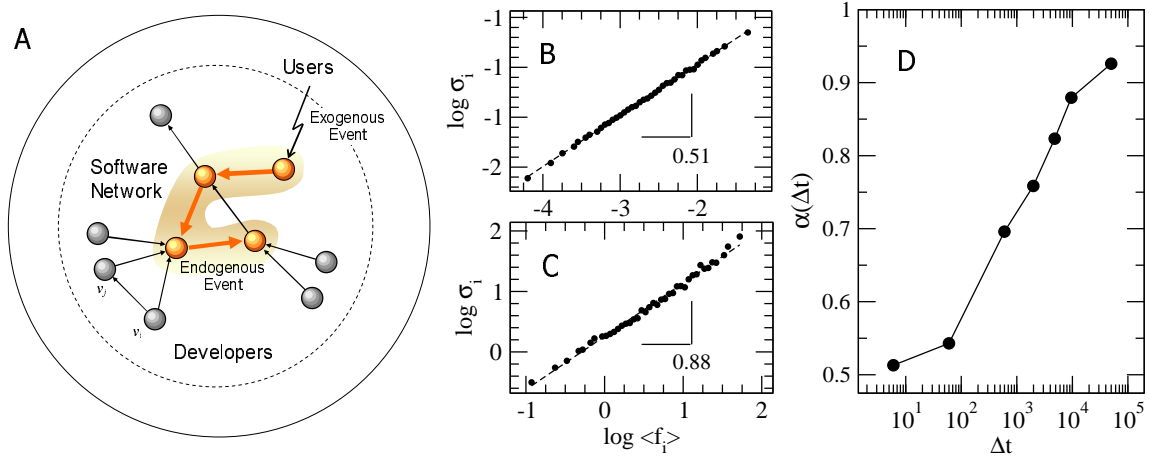 A
Users
Exogenous
Event
Software
Network
Endogenous
Event
v_j
v_i
Developers
B
log σ_i
-1
-1
-1
-2
0.51
-4
-3
-2
C
log σ_i
2
1
0
0.88
-1
0
1
2
log <f_i>
D
α(Δt)
1
0.9
0.8
0.7
0.6
0.5
10^1
10^2
10^3
10^4
10^5
Δt